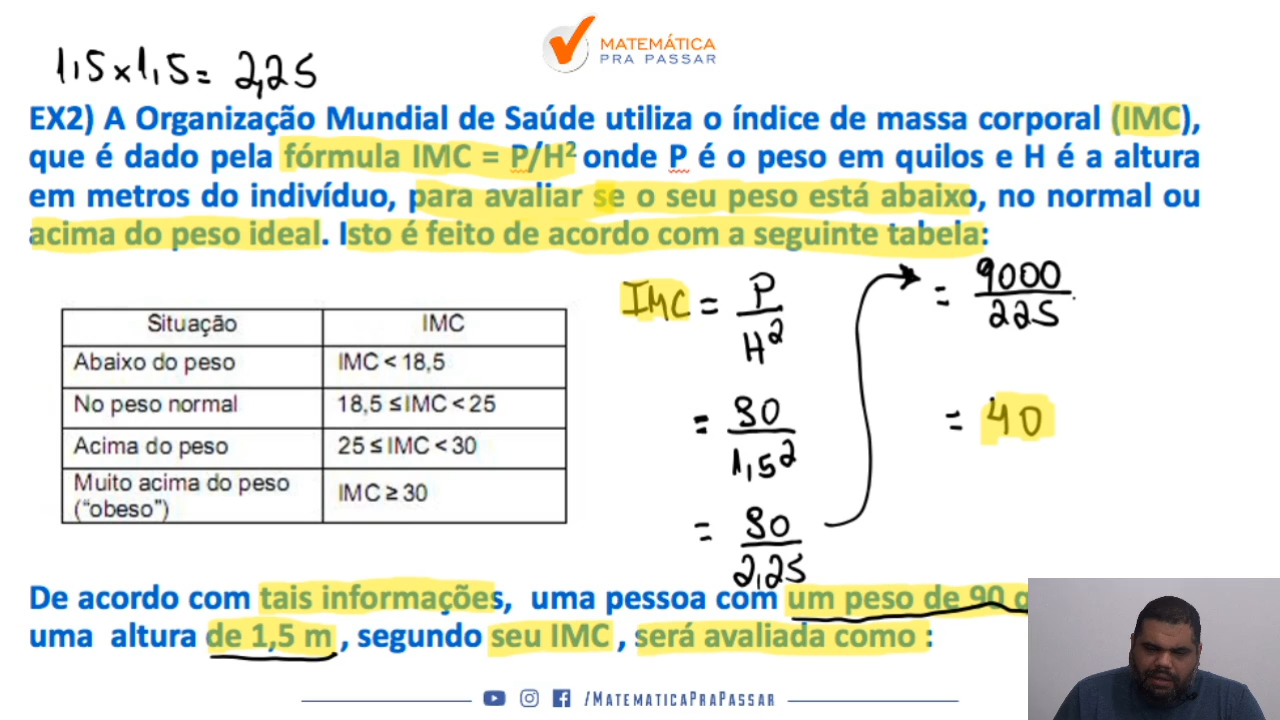 1,5x1,5= 2,25
MATEMÁTICA
PRA PASSAR
EX2) A Organização Mundial de Saúde utiliza o índice de massa corporal (IMC),
que é dado pela fórmula IMC = P/H² onde P é o peso em quilos e H é a altura
em metros do indivíduo, para avaliar se o seu peso está abaixo, no normal ou
acima do peso ideal. Isto é feito de acordo com a seguinte tabela:
Situação IMC
Abaixo do peso IMC < 18,5
No peso normal 18,5 ≤IMC < 25
Acima do peso 25 ≤ IMC < 30
Muito acima do peso
("obeso") IMC ≥ 30
IMC = P/H²
= 90/1,5²
= 90/2,25
= 9000/225
= 40
De acordo com tais informações, uma pessoa com um peso de 90
uma altura de 1,5 m , segundo seu IMC , será avaliada como :
/MATEMATICAPRAPASSAR